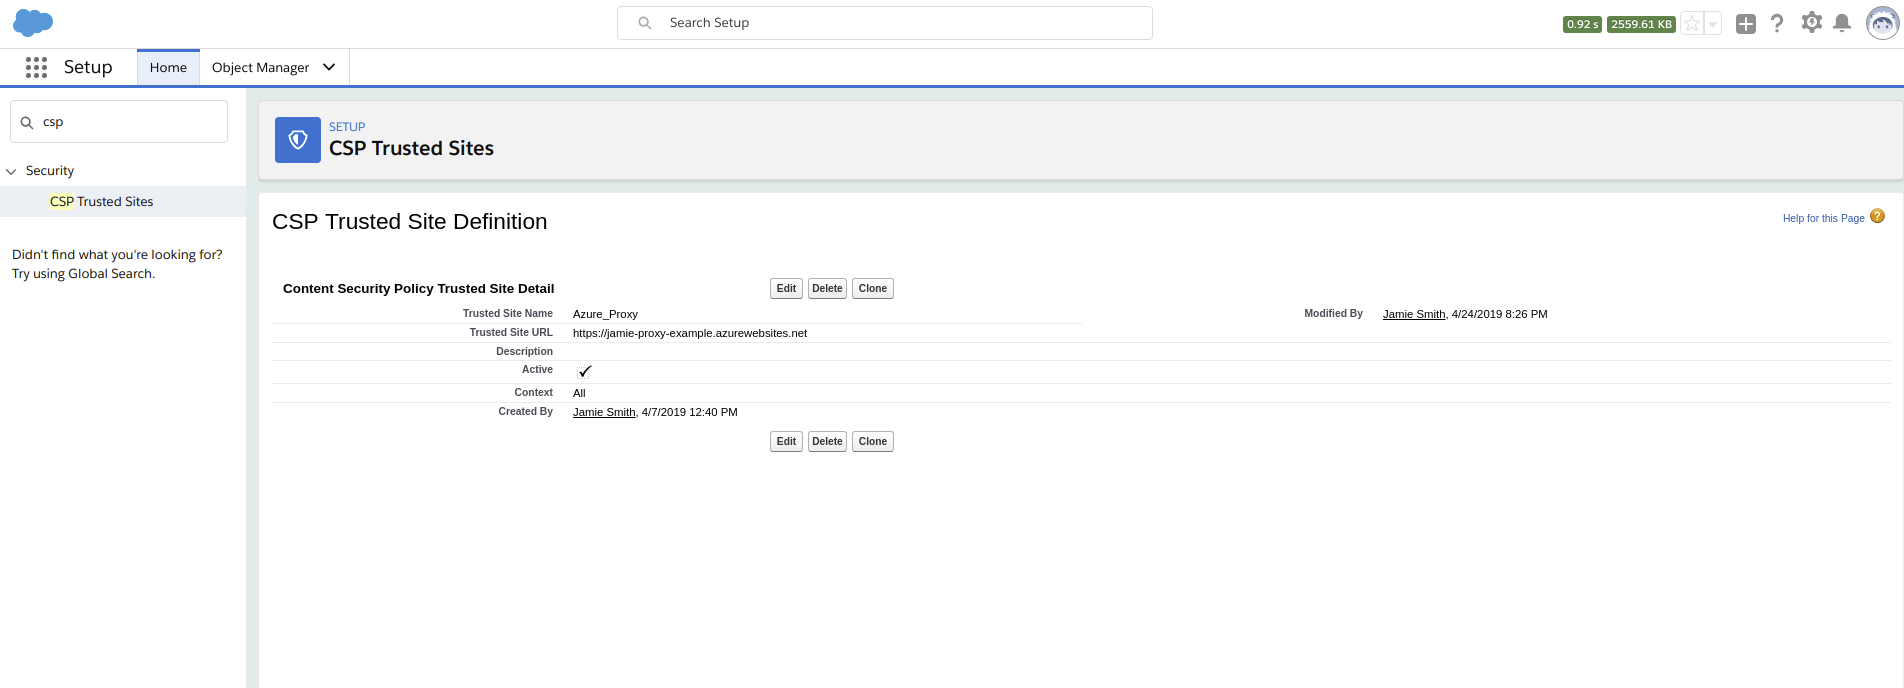 Search Setup
0.92 s 2559.61 KB
Setup Home Object Manager
csp
Security
CSP Trusted Sites
Didn't find what you're looking for?
Try using Global Search.
SETUP
CSP Trusted Sites
CSP Trusted Site Definition
Help for this Page ?
Content Security Policy Trusted Site Detail Edit Delete Clone
Trusted Site Name Azure_Proxy Modified By Jamie Smith, 4/24/2019 8:26 PM
Trusted Site URL https://jamie-proxy-example.azurewebsites.net
Description
Active
Context All
Created By Jamie Smith, 4/7/2019 12:40 PM
Edit Delete Clone